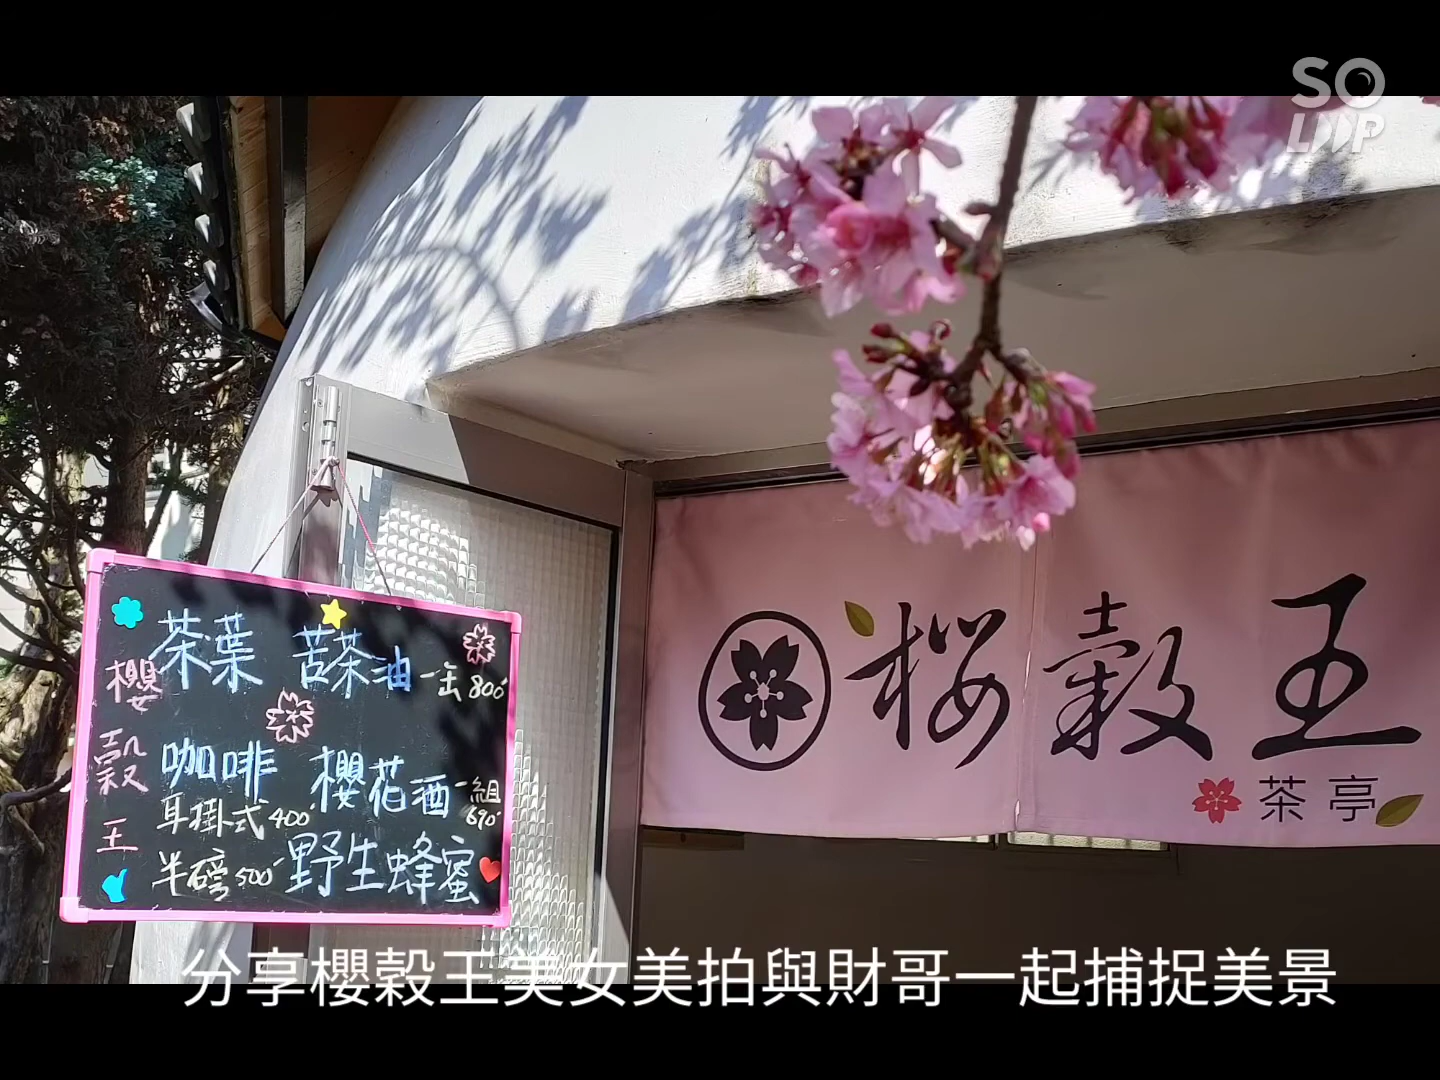 SO
LOOP
茶葉 苦茶油 一缶 800
櫻穀王
咖啡 櫻花酒 一組 690
耳掛式 400
半磅 500 野生蜂蜜
桜穀王
茶亭
分享櫻穀王美女美拍與財哥一起捕捉美景